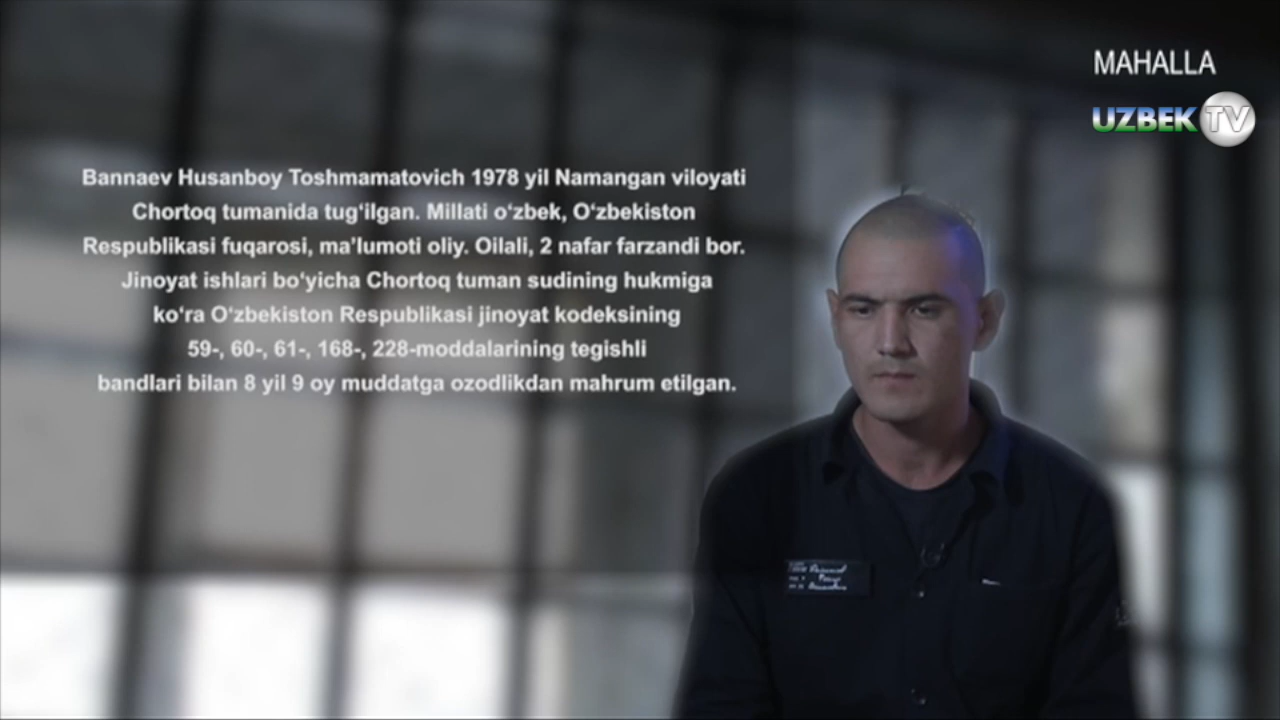 MAHALLA
UZBEK TV
Bannaev Husanboy Toshmamatovich 1978 yil Namangan viloyati
Chortoq tumanida tug‘ilgan. Millati o‘zbek, O‘zbekiston
Respublikasi fuqarosi, ma’lumoti oliy. Oilali, 2 nafar farzandi bor.
Jinoyat ishlari bo‘yicha Chortoq tuman sudining hukmiga
ko‘ra O‘zbekiston Respublikasi jinoyat kodeksining
59-, 60-, 61-, 168-, 228-moddalarining tegishli
bandlari bilan 8 yil 9 oy muddatga ozodlikdan mahrum etilgan.